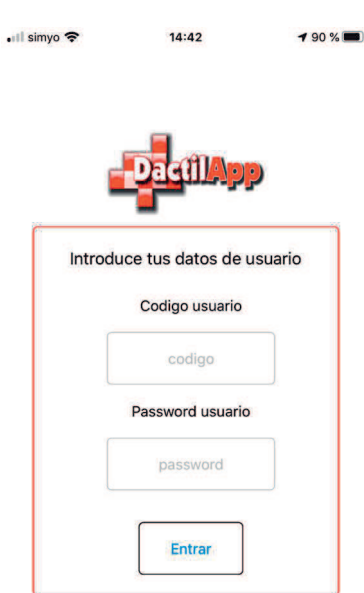 simyo 14:42 90 %
DactilApp
Introduce tus datos de usuario
Codigo usuario
codigo
Password usuario
password
Entrar